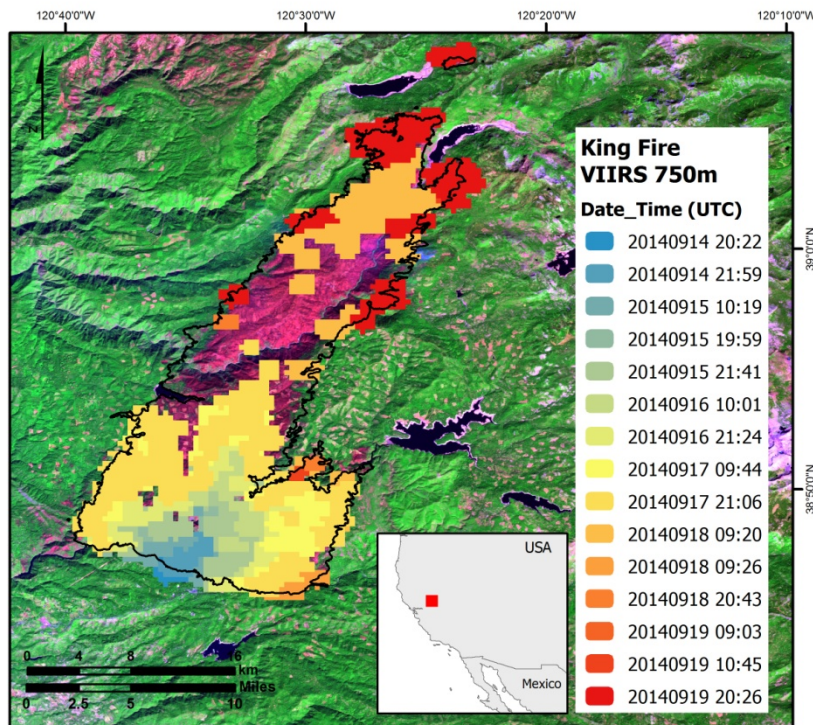 120°40'0"W 120°30'0"W 120°20'0"W 120°10'0"W
N
King Fire
VIIRS 750m
Date_Time (UTC)
20140914 20:22
20140914 21:59
20140915 10:19
20140915 19:59
20140915 21:41
20140916 10:01
20140916 21:24
20140917 09:44
20140917 21:06
20140918 09:20
20140918 09:26
20140918 20:43
20140919 09:03
20140919 10:45
20140919 20:26
39°0'0"N
38°50'0"N
USA
Mexico
0 4 8 16
km
Miles
0 2.5 5 10